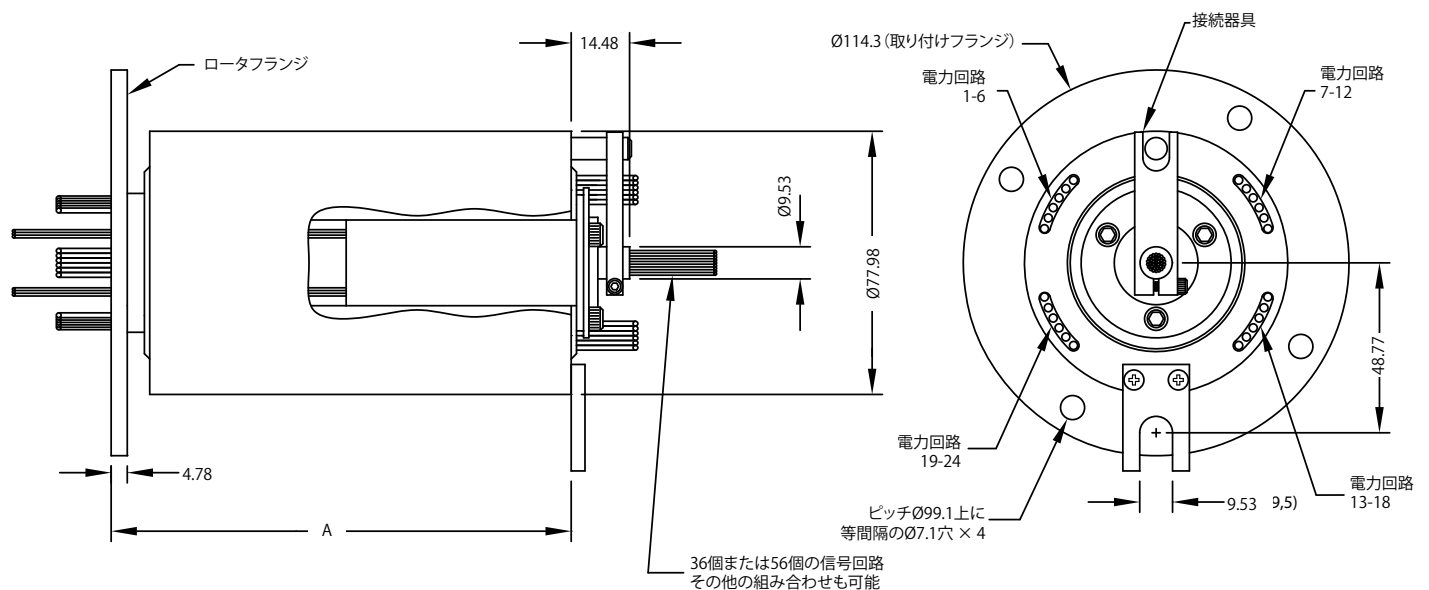 ロータフランジ
14.48
Ø9.53
Ø77.98
4.78
A
36個または56個の信号回路
その他の組み合わせも可能
接続器具
Ø114.3（取り付けフランジ）
電力回路
1-6
電力回路
7-12
48.77
電力回路
19-24
電力回路
13-18
9.53 9,5)
ピッチØ99.1上に
等間隔のØ7.1穴 × 4